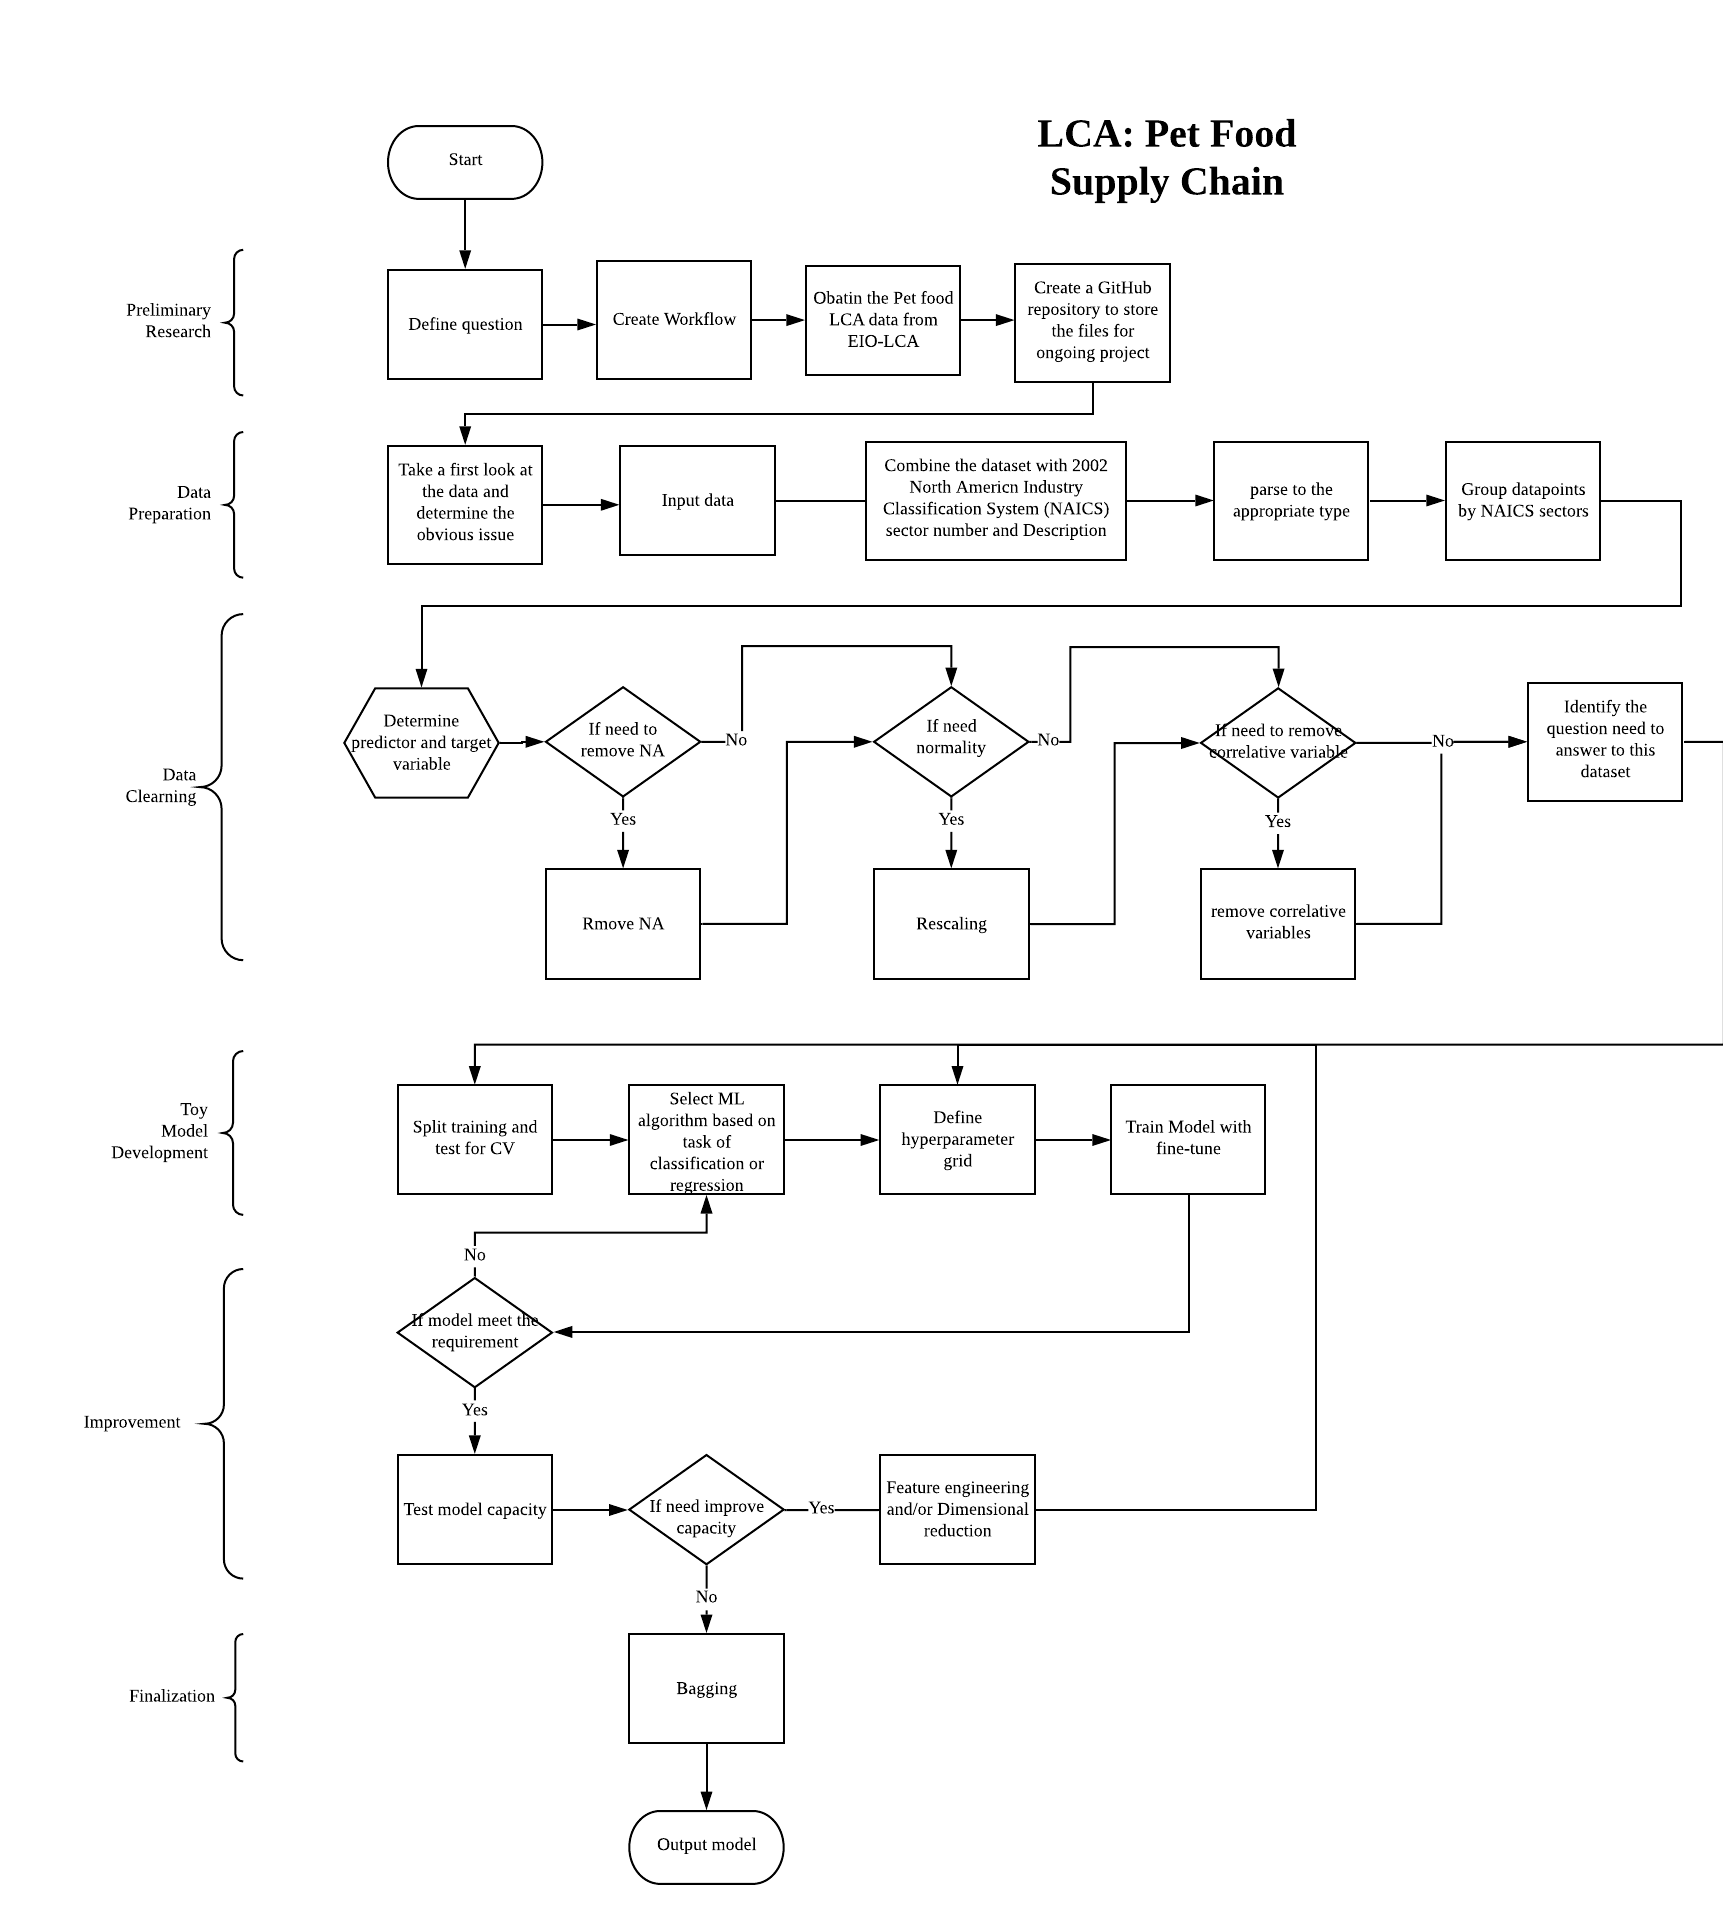 LCA: Pet Food
Supply Chain
Start
Preliminary
Research
Define question
Create Workflow
Obatin the Pet food
LCA data from
EIO-LCA
Create a GitHub
repository to store
the files for
ongoing project
Data
Preparation
Take a first look at
the data and
determine the
obvious issue
Input data
Combine the dataset with 2002
North Americn Industry
Classification System (NAICS)
sector number and Description
parse to the
appropriate type
Group datapoints
by NAICS sectors
Data
Clearning
Determine
predictor and target
variable
If need to
remove NA
No
Yes
Rmove NA
If need
normality
No
Yes
Rescaling
If need to remove
correlative variable
No
Yes
remove correlative
variables
Identify the
question need to
answer to this
dataset
Toy
Model
Development
Split training and
test for CV
Select ML
algorithm based on
task of
classification or
regression
Define
hyperparameter
grid
Train Model with
fine-tune
Improvement
No
If model meet the
requirement
Yes
Test model capacity
If need improve
capacity
Yes
Feature engineering
and/or Dimensional
reduction
No
Finalization
Bagging
Output model